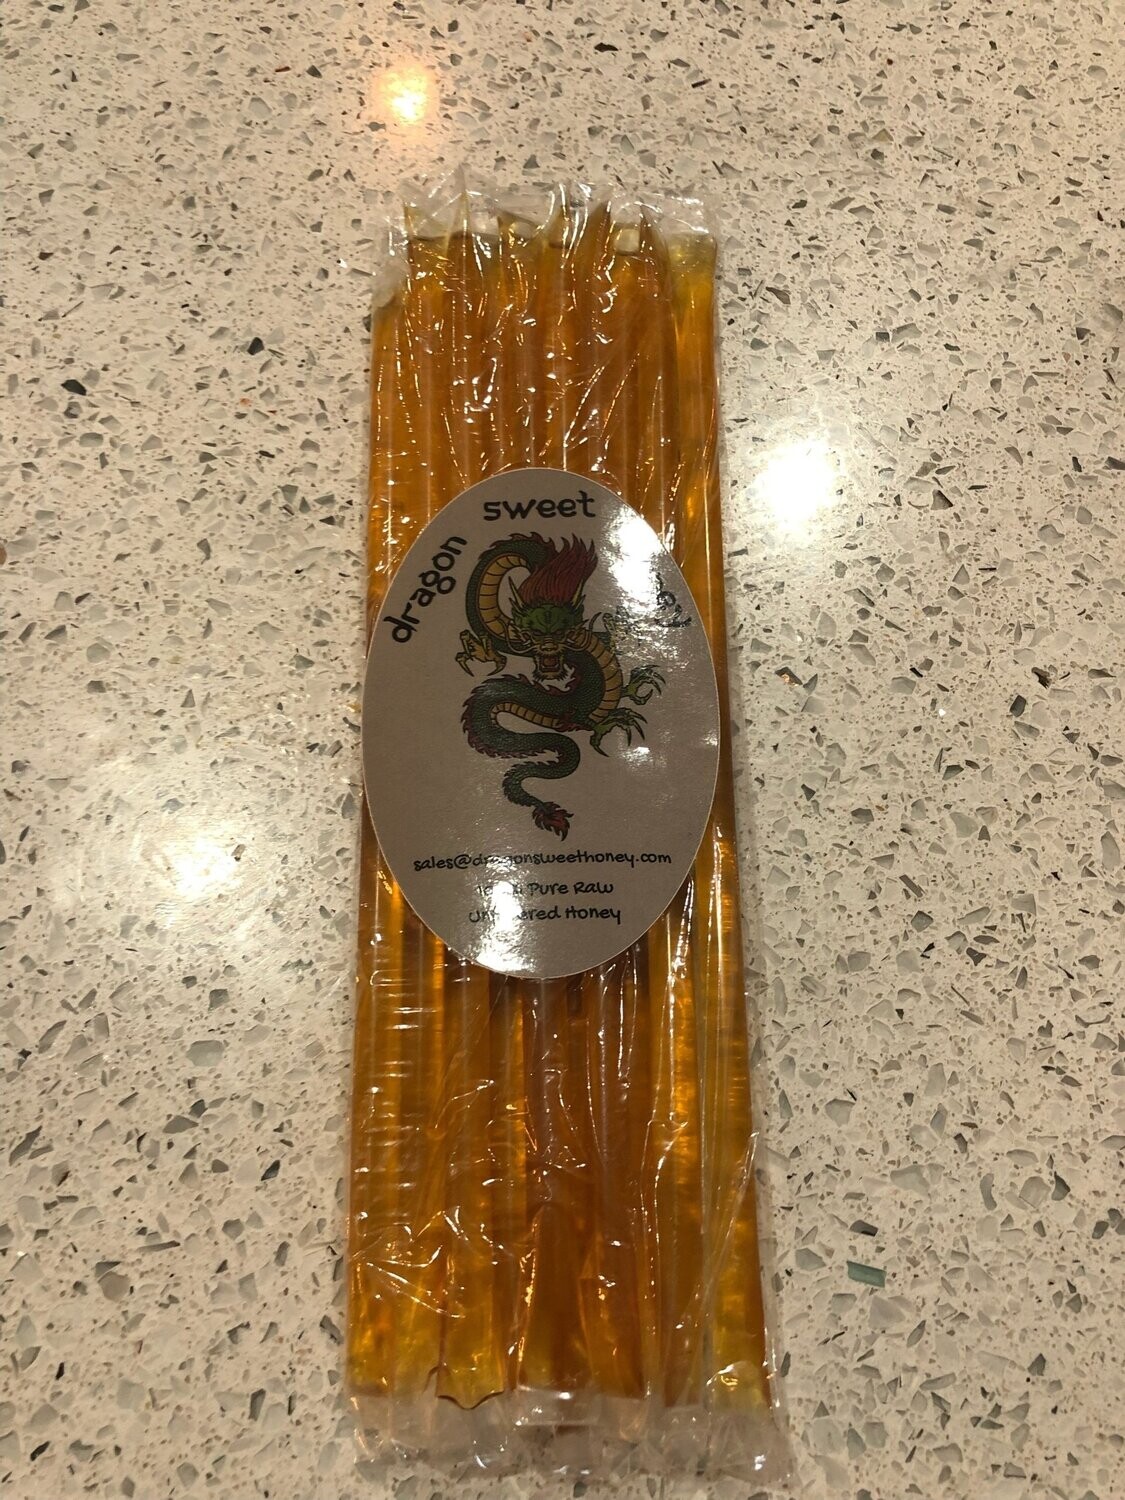 dragon sweet
sales@dragonsweethoney.com
Pure Raw
Honey